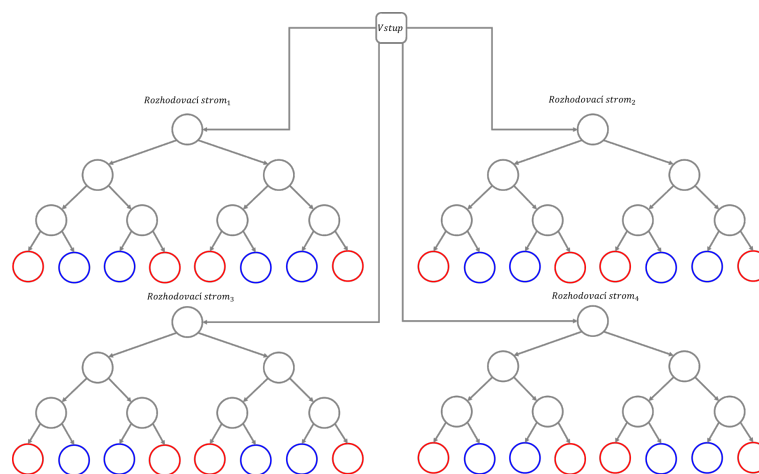 Vstup
Rozhodovací strom₁
Rozhodovací strom₂
Rozhodovací strom₃
Rozhodovací strom₄